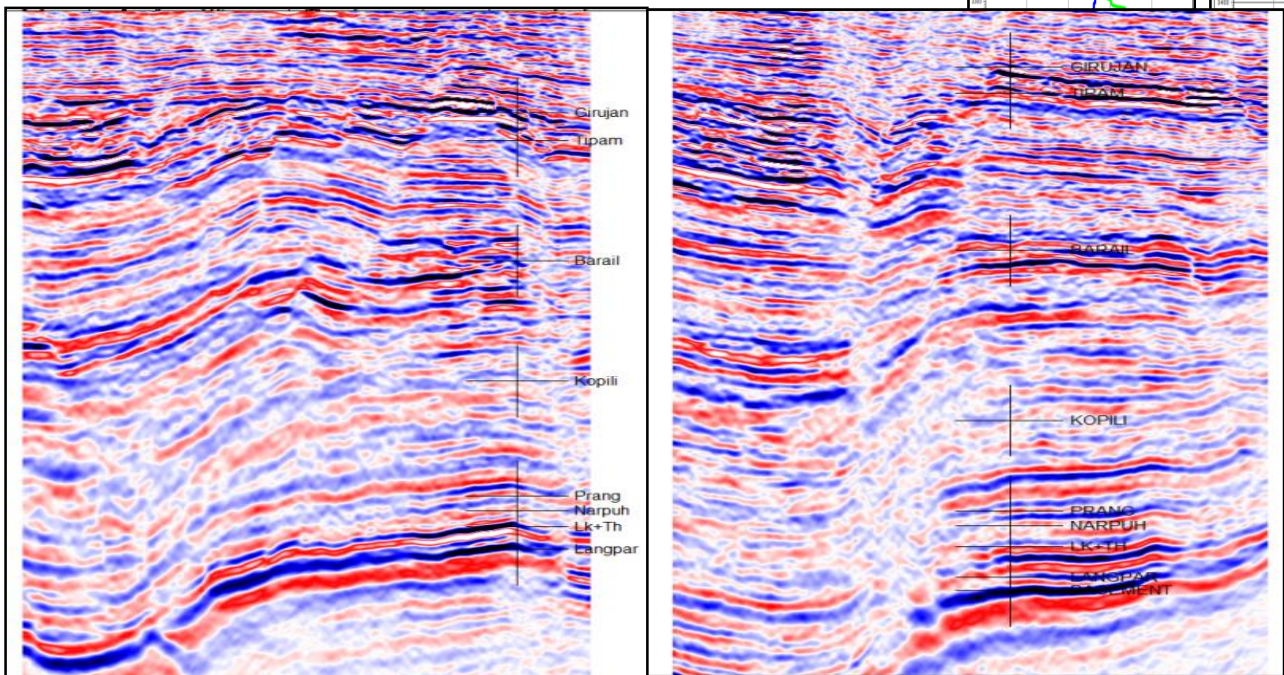 Girujan
Tipam
Barail
Kopili
Prang
Narpuh
Lk+Th
Langpar
GIRUJAN
TIPAM
BARAIL
KOPILI
PRANG
NARPUH
LK+TH
LANGPAR
BASEMENT